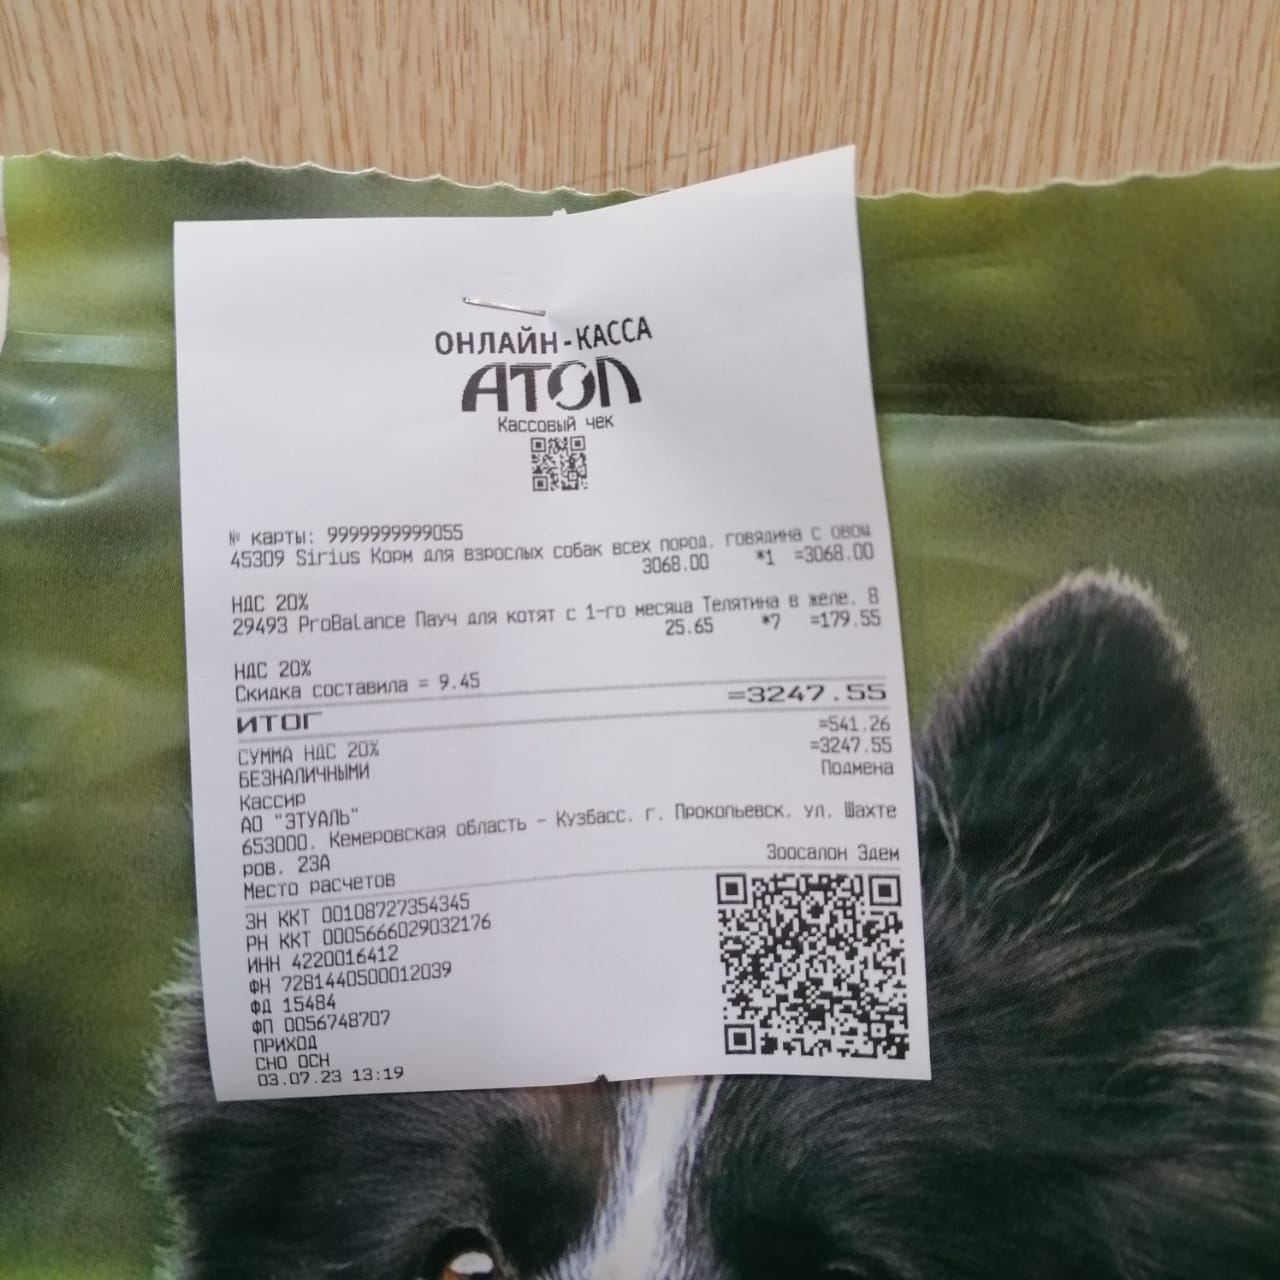 ОНЛАЙН-КАССА
АТОЛ
Кассовый чек
№ карты: 9999999999055
45309 Sirius Корм для взрослых собак всех пород, говядина с овощ
3068.00 *1 =3068.00
НДС 20%
29493 ProBalance Пауч для котят с 1-го месяца Телятина в желе, 8
25.65 *7 =179.55
НДС 20%
Скидка составила = 9.45
ИТОГ =3247.55
СУММА НДС 20% =541.26
БЕЗНАЛИЧНЫМИ =3247.55
Кассир Подмена
АО "ЭТУАЛЬ"
653000, Кемеровская область - Кузбасс, г. Прокопьевск, ул. Шахте
ров, 23А
Место расчетов Зоосалон Эдем
ЗН ККТ 00108727354345
РН ККТ 0005666029032176
ИНН 4220016412
ФН 7281440500012039
ФД 15484
ФП 0056748707
ПРИХОД
СНО ОСН
03.07.23 13:19